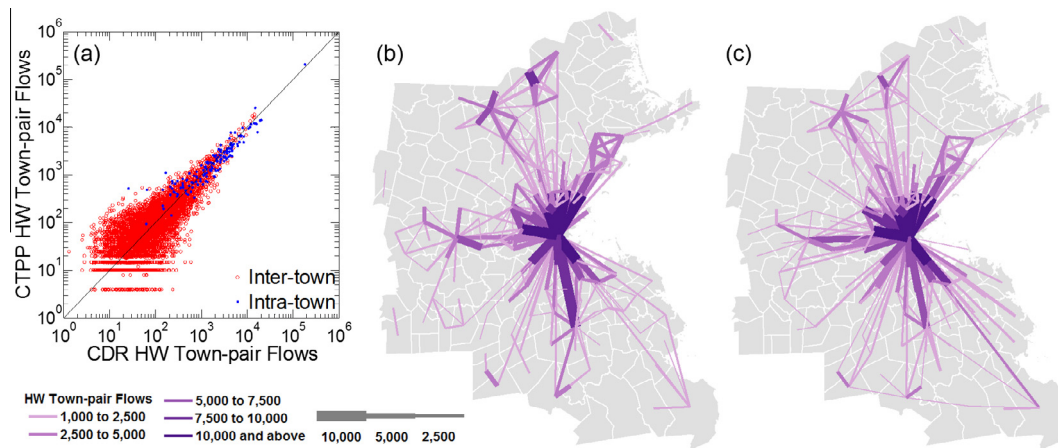 (a)
(b)
(c)
CTPP HW Town-pair Flows
10^6
10^5
10^4
10^3
10^2
10^1
10^0
Inter-town
Intra-town
10^0 10^1 10^2 10^3 10^4 10^5 10^6
CDR HW Town-pair Flows
HW Town-pair Flows
1,000 to 2,500
2,500 to 5,000
5,000 to 7,500
7,500 to 10,000
10,000 and above
10,000 5,000 2,500